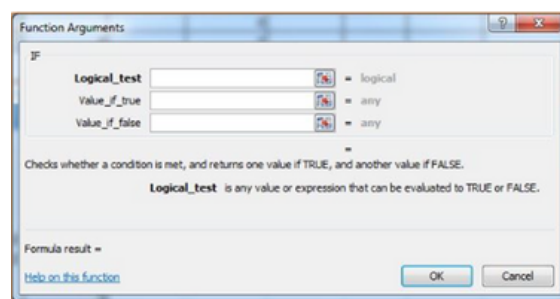 Function Arguments
IF
Logical_test = logical
Value_if_true = any
Value_if_false = any
=
Checks whether a condition is met, and returns one value if TRUE, and another value if FALSE.
Logical_test is any value or expression that can be evaluated to TRUE or FALSE.
Formula result =
Help on this function OK Cancel